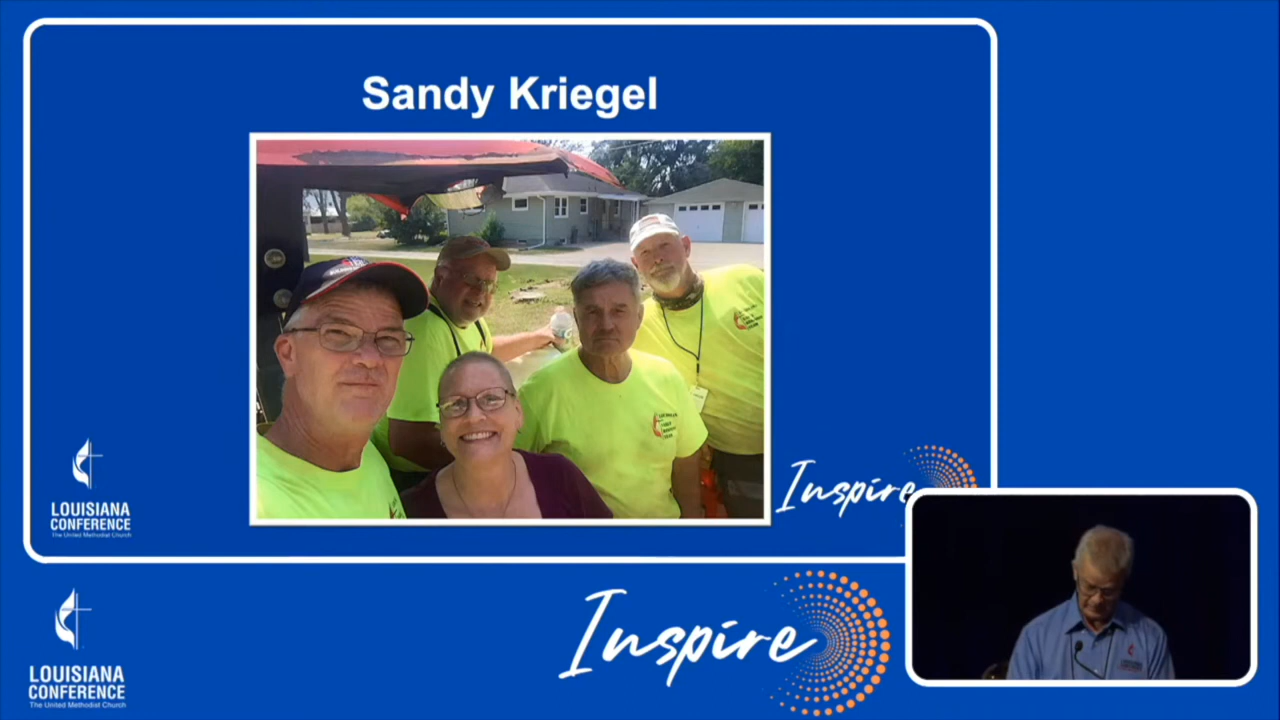 Sandy Kriegel
LOUISIANA
CONFERENCE
The United Methodist Church
Inspire
LOUISIANA
CONFERENCE
The United Methodist Church
Inspire